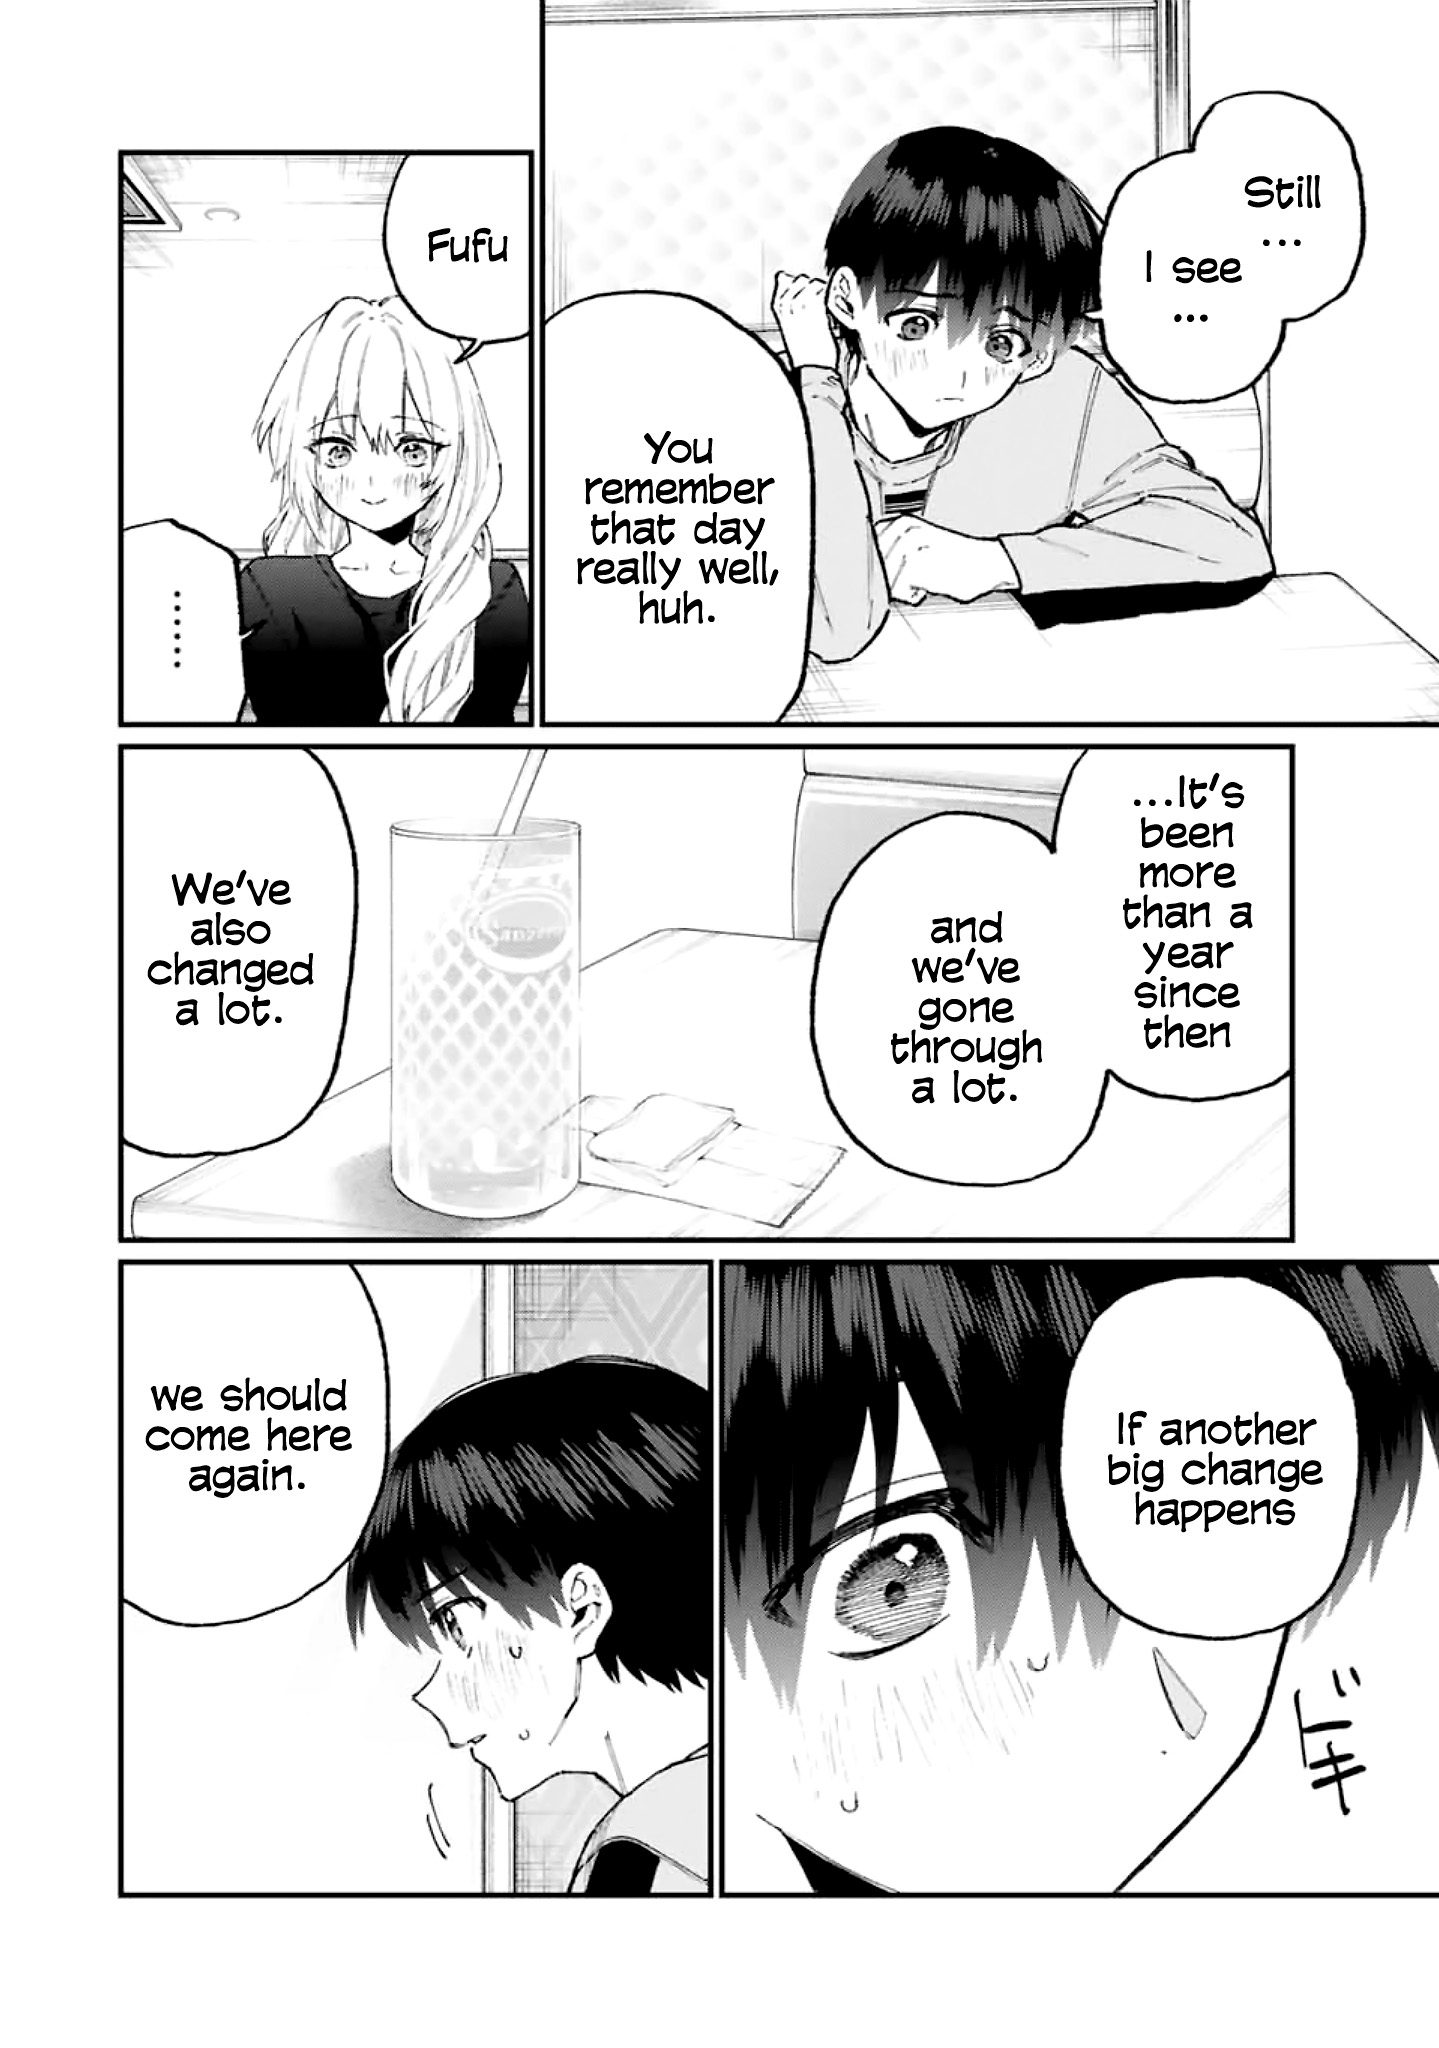 Still
...
I see
...
You
remember
that day
really well,
huh.
Fufu
......
...It's
been
more
than a
year
since
then
and
we've
gone
through
a lot.
We've
also
changed
a lot.
If another
big change
happens
ドキ
we should
come here
again.